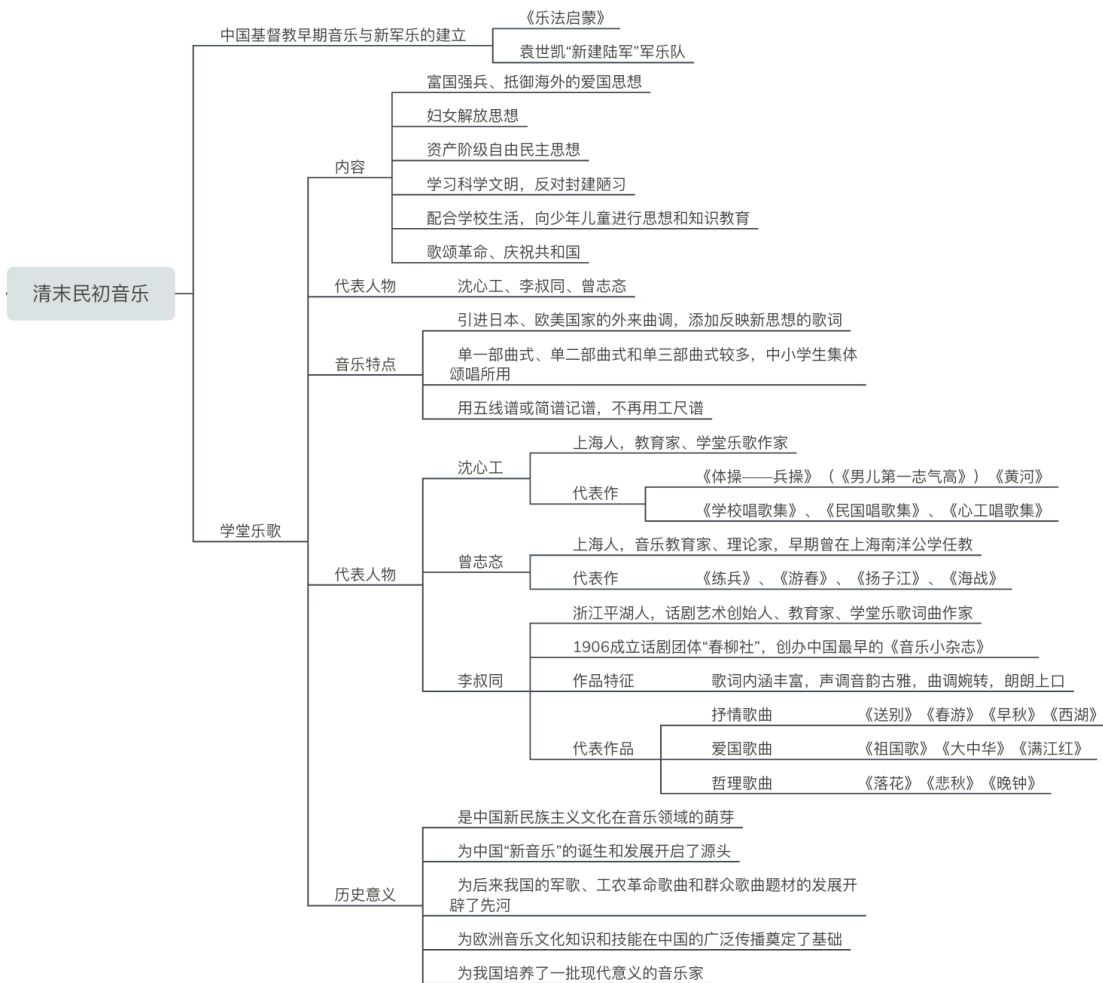 中国基督教早期音乐与新军乐的建立
《乐法启蒙》
袁世凯“新建陆军”军乐队
清末民初音乐
学堂乐歌
内容
富国强兵、抵御海外的爱国思想
妇女解放思想
资产阶级自由民主思想
学习科学文明，反对封建陋习
配合学校生活，向少年儿童进行思想和知识教育
歌颂革命、庆祝共和国
代表人物
沈心工、李叔同、曾志忞
音乐特点
引进日本、欧美国家的外来曲调，添加反映新思想的歌词
单一部曲式、单二部曲式和单三部曲式较多，中小学生集体
颂唱所用
用五线谱或简谱记谱，不再用工尺谱
代表人物
沈心工
上海人，教育家、学堂乐歌作家
代表作
《体操——兵操》（《男儿第一志气高》）《黄河》
《学校唱歌集》、《民国唱歌集》、《心工唱歌集》
曾志忞
上海人，音乐教育家、理论家，早期曾在上海南洋公学任教
代表作
《练兵》、《游春》、《扬子江》、《海战》
李叔同
浙江平湖人，话剧艺术创始人、教育家、学堂乐歌词曲作家
1906成立话剧团体“春柳社”，创办中国最早的《音乐小杂志》
作品特征
歌词内涵丰富，声调音韵古雅，曲调婉转，朗朗上口
代表作品
抒情歌曲
《送别》《春游》《早秋》《西湖》
爱国歌曲
《祖国歌》《大中华》《满江红》
哲理歌曲
《落花》《悲秋》《晚钟》
历史意义
是中国新民族主义文化在音乐领域的萌芽
为中国“新音乐”的诞生和发展开启了源头
为后来我国的军歌、工农革命歌曲和群众歌曲题材的发展开
辟了先河
为欧洲音乐文化知识和技能在中国的广泛传播奠定了基础
为我国培养了一批现代意义的音乐家